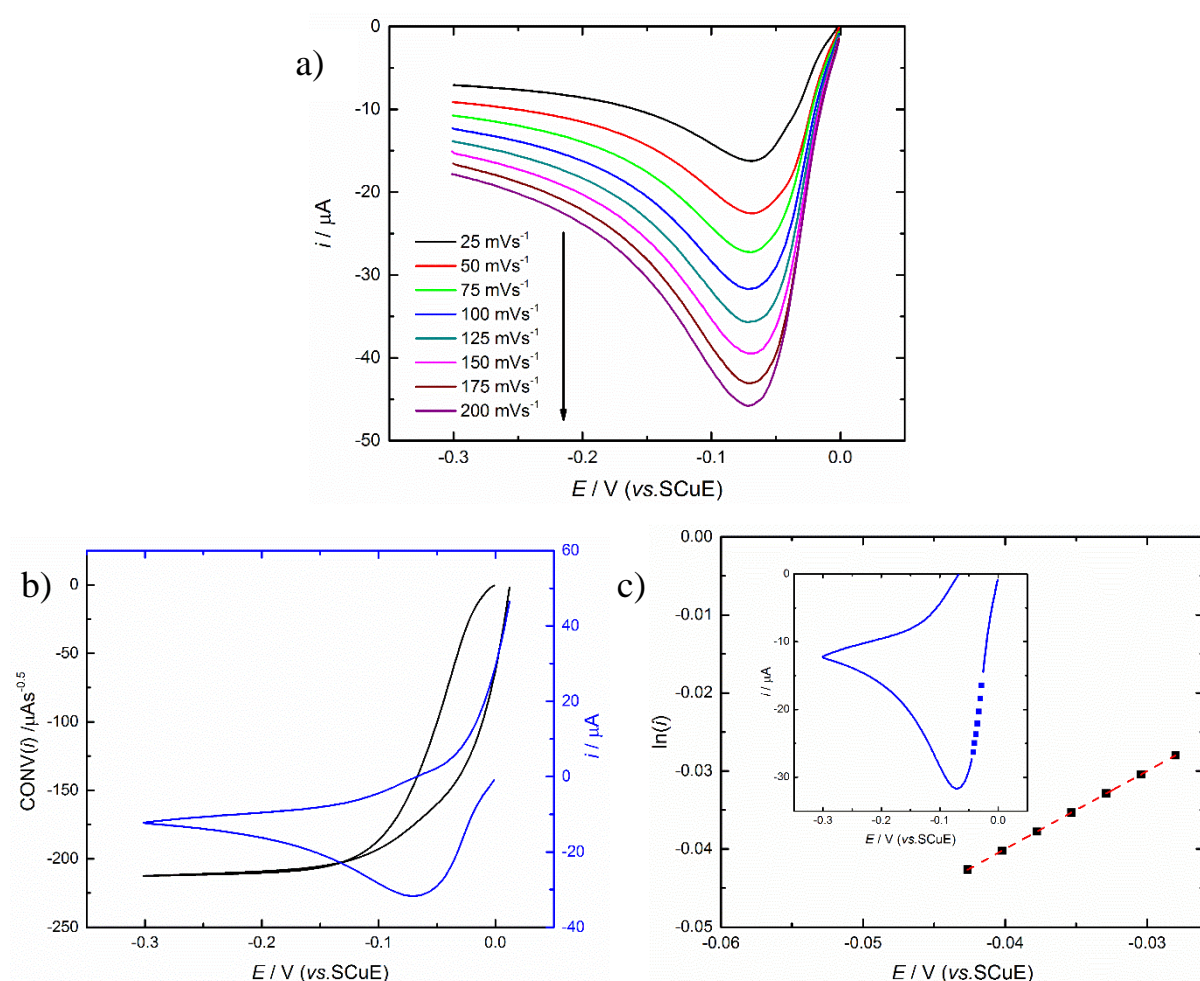 a)
0
-10
-20
-30
-40
-50
i / µA
25 mVs-1
50 mVs-1
75 mVs-1
100 mVs-1
125 mVs-1
150 mVs-1
175 mVs-1
200 mVs-1
-0.3 -0.2 -0.1 0.0
E / V (vs.SCuE)
b)
0
-50
-100
-150
-200
-250
CONV(i) /µAs-0.5
60
40
20
0
-20
-40
i / µA
-0.3 -0.2 -0.1 0.0
E / V (vs.SCuE)
c)
0.00
-0.01
-0.02
-0.03
-0.04
-0.05
ln(i)
0
-10
-20
-30
i / µA
-0.3 -0.2 -0.1 0.0
E / V (vs.SCuE)
-0.06 -0.05 -0.04 -0.03
E / V (vs.SCuE)